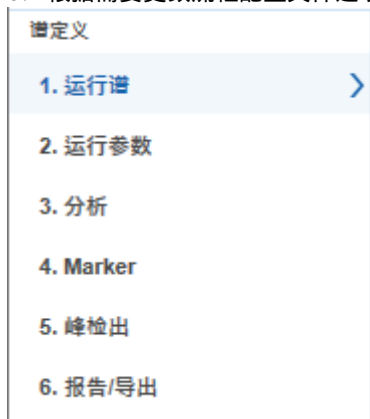 谱定义
1. 运行谱
2. 运行参数
3. 分析
4. Marker
5. 峰检出
6. 报告/导出